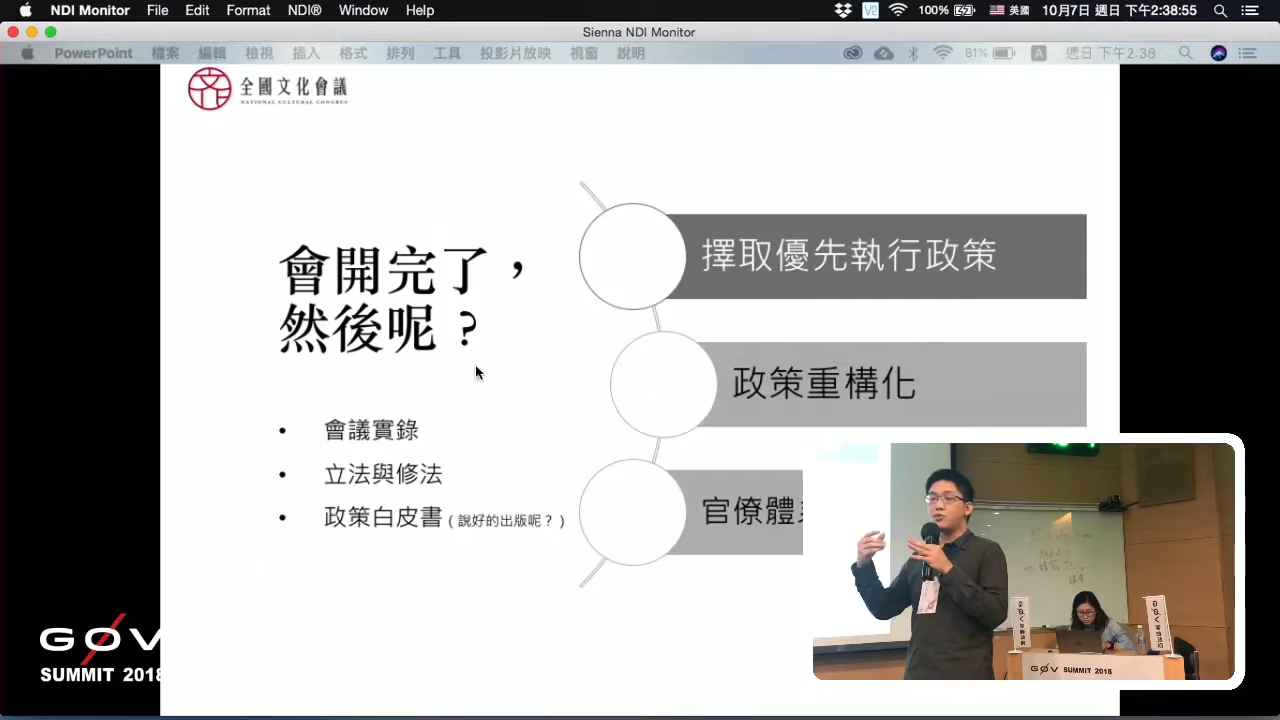 NDI Monitor File Edit Format NDI® Window Help V2 100% 美國 10月7日 週日 下午2:38:55
Sienna NDI Monitor
PowerPoint 檔案 編輯 檢視 插入 格式 排列 工具 投影片放映 視窗 說明 81% A 週日 下午2:38
全國文化會議
NATIONAL CULTURAL CONGRESS
會開完了，
然後呢？
• 會議實錄
• 立法與修法
• 政策白皮書（說好的出版呢？）
擇取優先執行政策
政策重構化
官僚體
GØV
SUMMIT 2018
GØV SUMMIT 2018